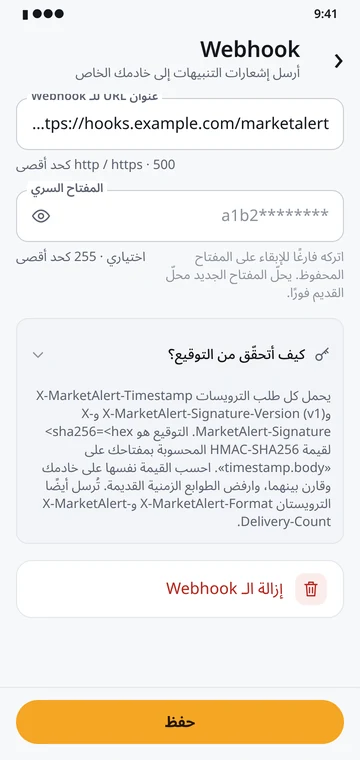 9:41
Webhook
أرسل إشعارات التنبيهات إلى خادمك الخاص
عنوان URL للـ Webhook
tps://hooks.example.com/marketalert...
http / https · 500 كحد أقصى
المفتاح السري
a1b2********
اتركه فارغًا للإبقاء على المفتاح المحفوظ. يحلّ المفتاح الجديد محلّ القديم فورًا.
اختياري · 255 كحد أقصى
كيف أتحقّق من التوقيع؟
يحمل كل طلب الترويسات X-MarketAlert-Timestamp
وX-MarketAlert-Signature-Version (v1) وX-
MarketAlert-Signature. التوقيع هو sha256=<hex>
لقيمة HMAC-SHA256 المحسوبة بمفتاحك على
«timestamp.body». احسب القيمة نفسها على خادمك
وقارن بينهما، وارفض الطوابع الزمنية القديمة. تُرسل أيضًا
الترويستان X-MarketAlert-Format وX-MarketAlert-
Delivery-Count.
إزالة الـ Webhook
حفظ